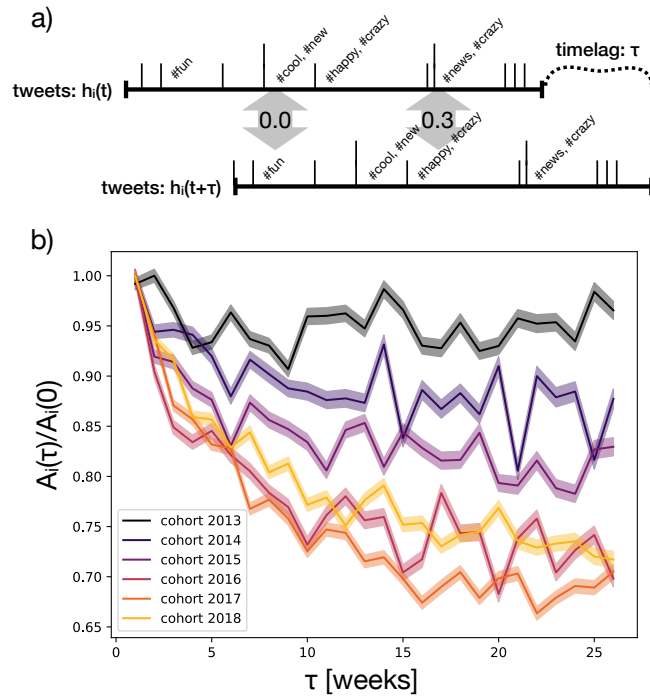 a)
#fun
#cool, #new
#happy, #crazy
#news, #crazy
timelag: τ
tweets: hᵢ(t)
0.0
0.3
#fun
#cool, #new
#happy, #crazy
#news, #crazy
tweets: hᵢ(t+τ)
b)
1.00
0.95
0.90
0.85
0.80
0.75
0.70
0.65
Aᵢ(τ)/Aᵢ(0)
cohort 2013
cohort 2014
cohort 2015
cohort 2016
cohort 2017
cohort 2018
0 5 10 15 20 25
τ [weeks]